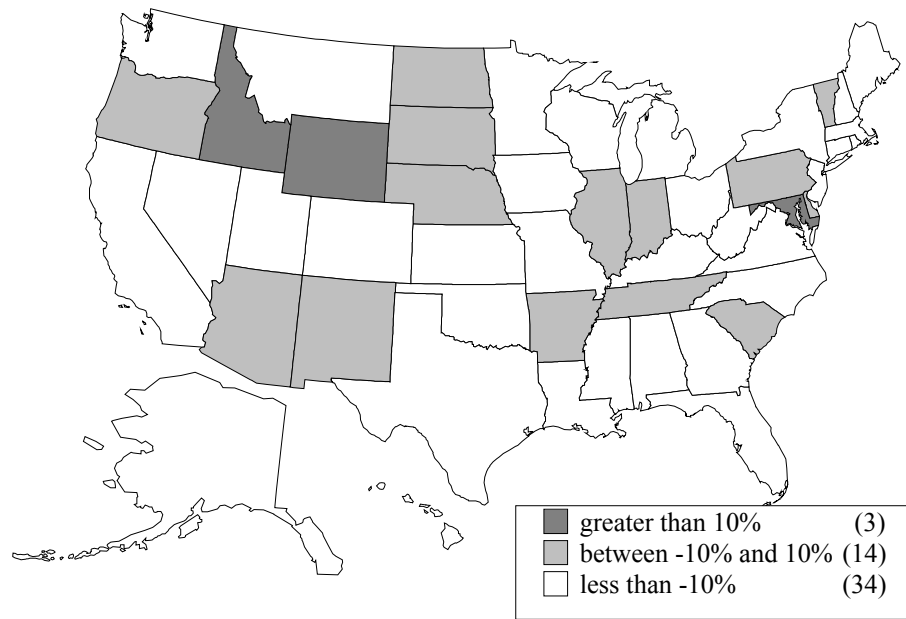 greater than 10% (3)
between -10% and 10% (14)
less than -10% (34)